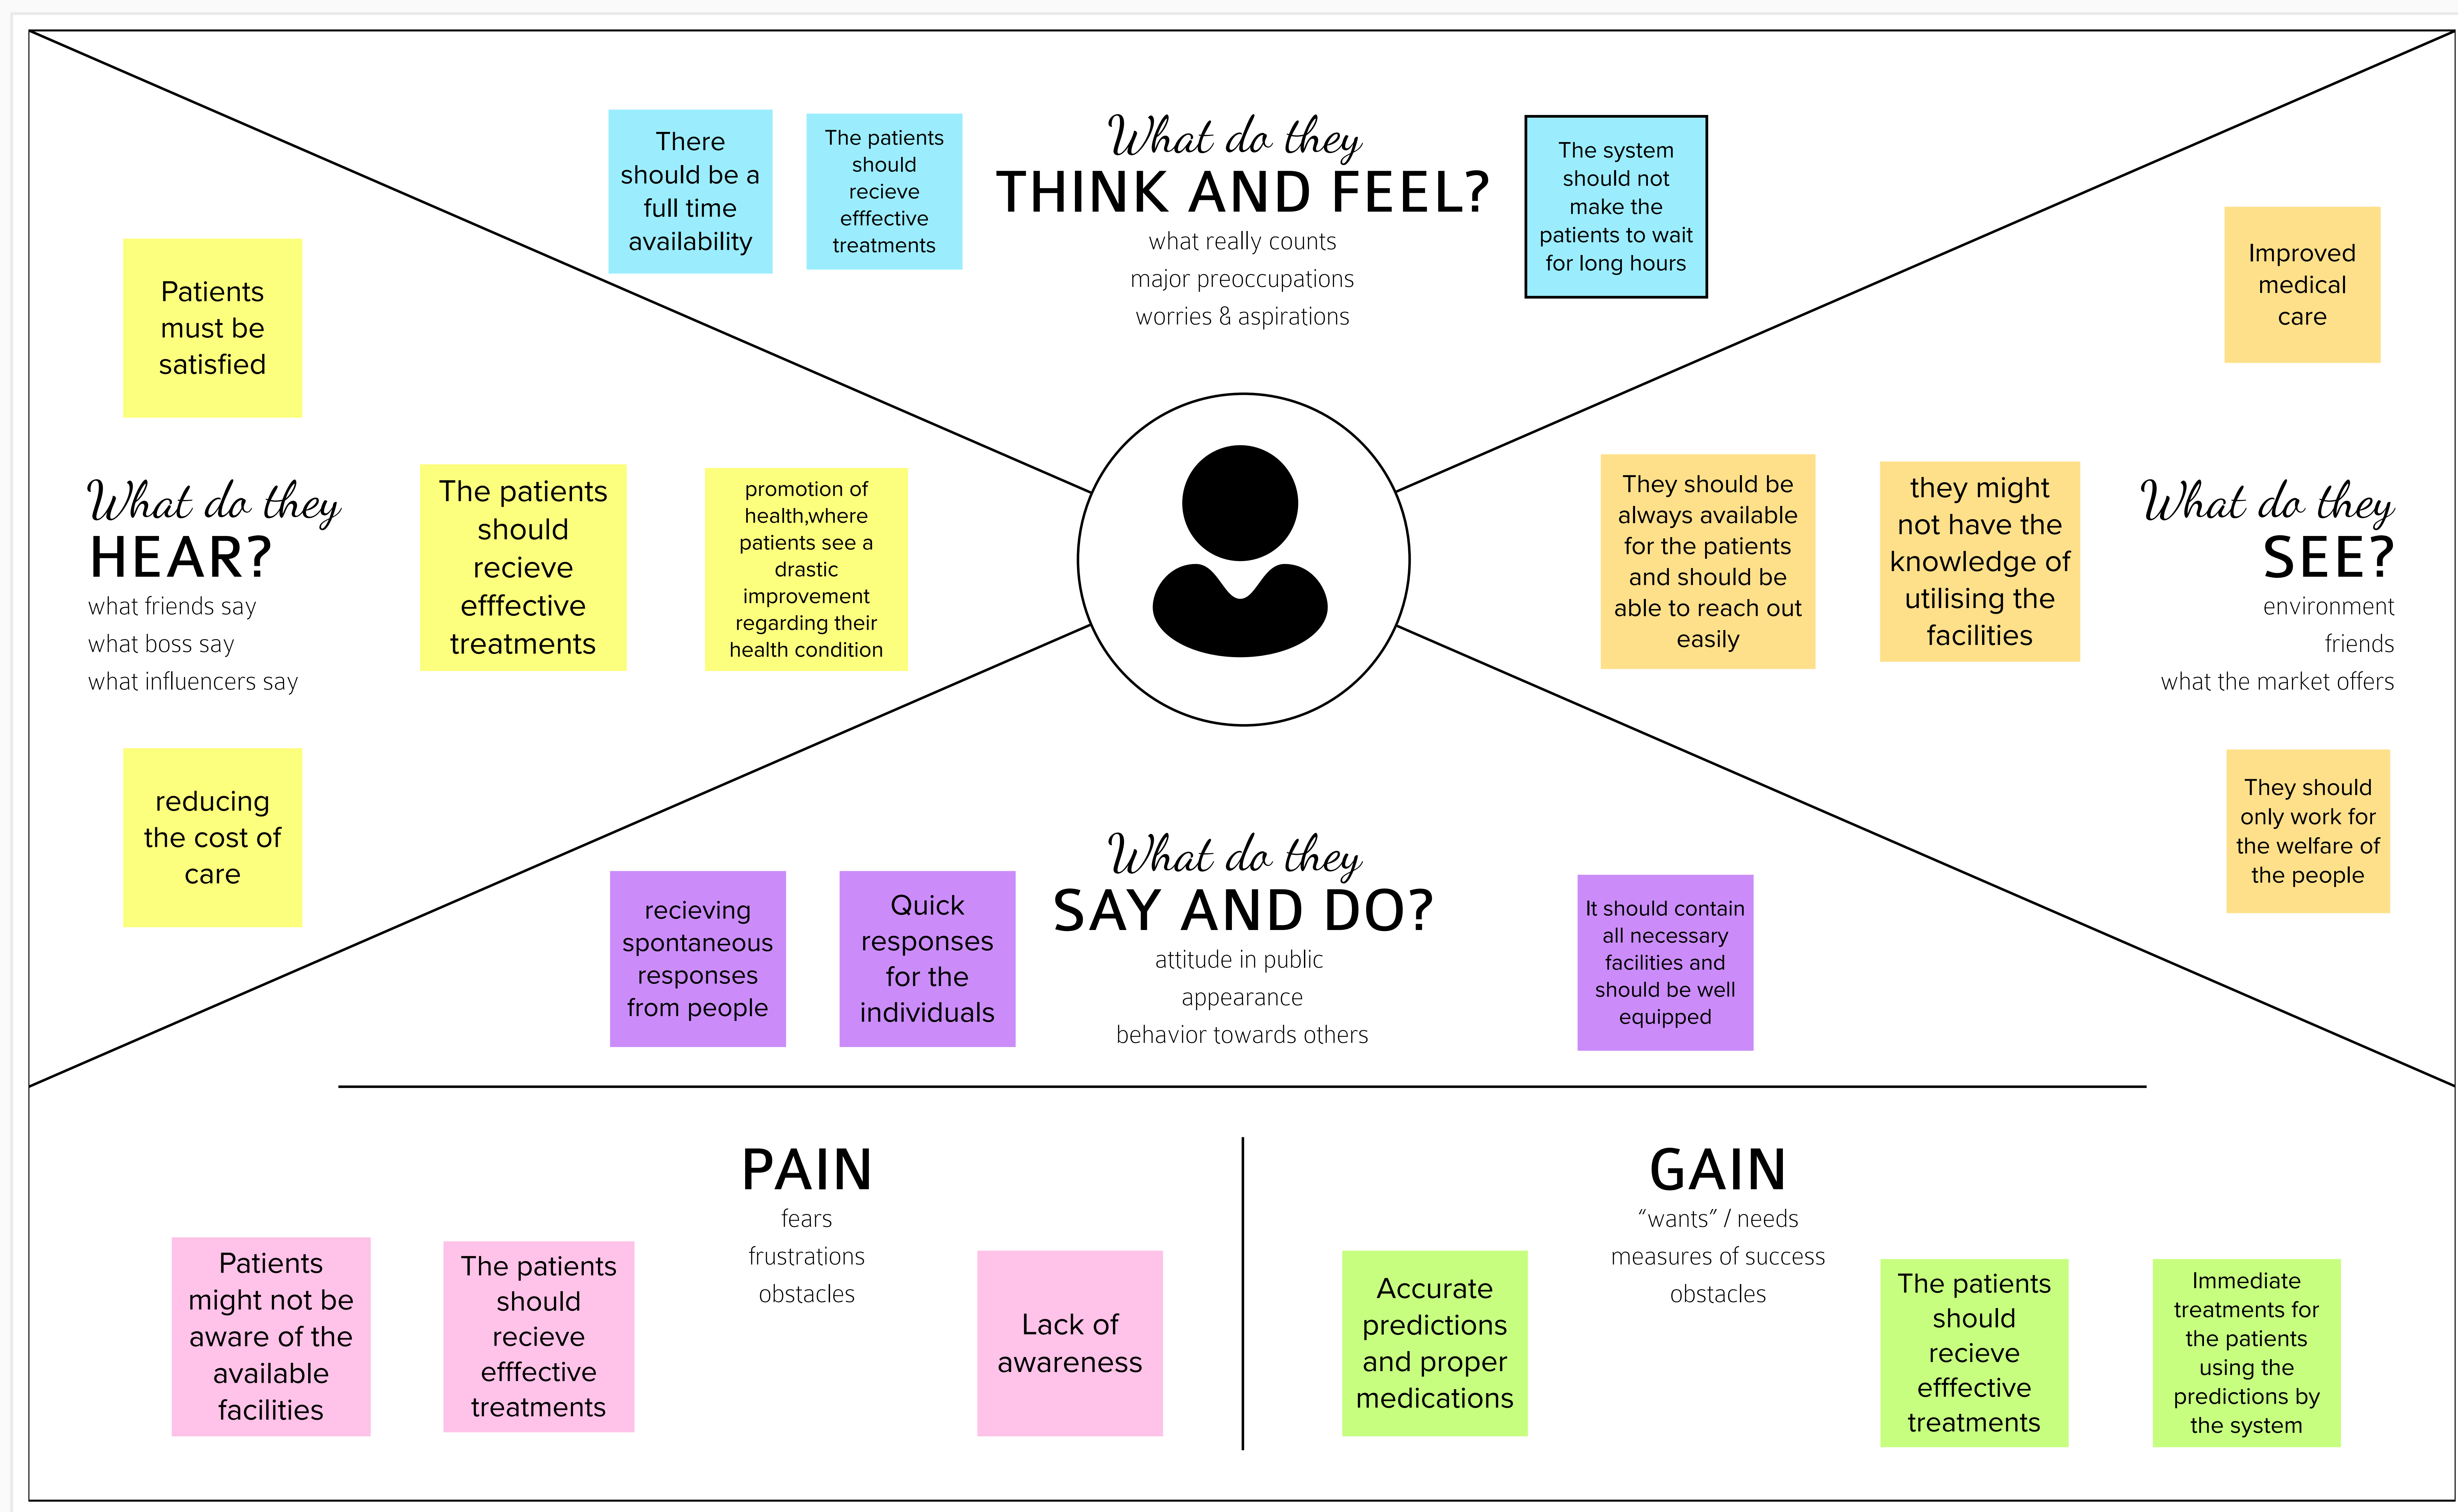 There
should be a
full time
availability
The patients
should
recieve
efffective
treatments
What do they
THINK AND FEEL?
what really counts
major preoccupations
worries & aspirations
The system
should not
make the
patients to wait
for long hours
Patients
must be
satisfied
What do they
HEAR?
what friends say
what boss say
what influencers say
The patients
should
recieve
efffective
treatments
promotion of
health,where
patients see a
drastic
improvement
regarding their
health condition
reducing
the cost of
care
Improved
medical
care
They should be
always available
for the patients
and should be
able to reach out
easily
they might
not have the
knowledge of
utilising the
facilities
What do they
SEE?
environment
friends
what the market offers
They should
only work for
the welfare of
the people
recieving
spontaneous
responses
from people
Quick
responses
for the
individuals
What do they
SAY AND DO?
attitude in public
appearance
behavior towards others
It should contain
all necessary
facilities and
should be well
equipped
PAIN
fears
frustrations
obstacles
Patients
might not be
aware of the
available
facilities
The patients
should
recieve
efffective
treatments
Lack of
awareness
GAIN
“wants” / needs
measures of success
obstacles
Accurate
predictions
and proper
medications
The patients
should
recieve
efffective
treatments
Immediate
treatments for
the patients
using the
predictions by
the system